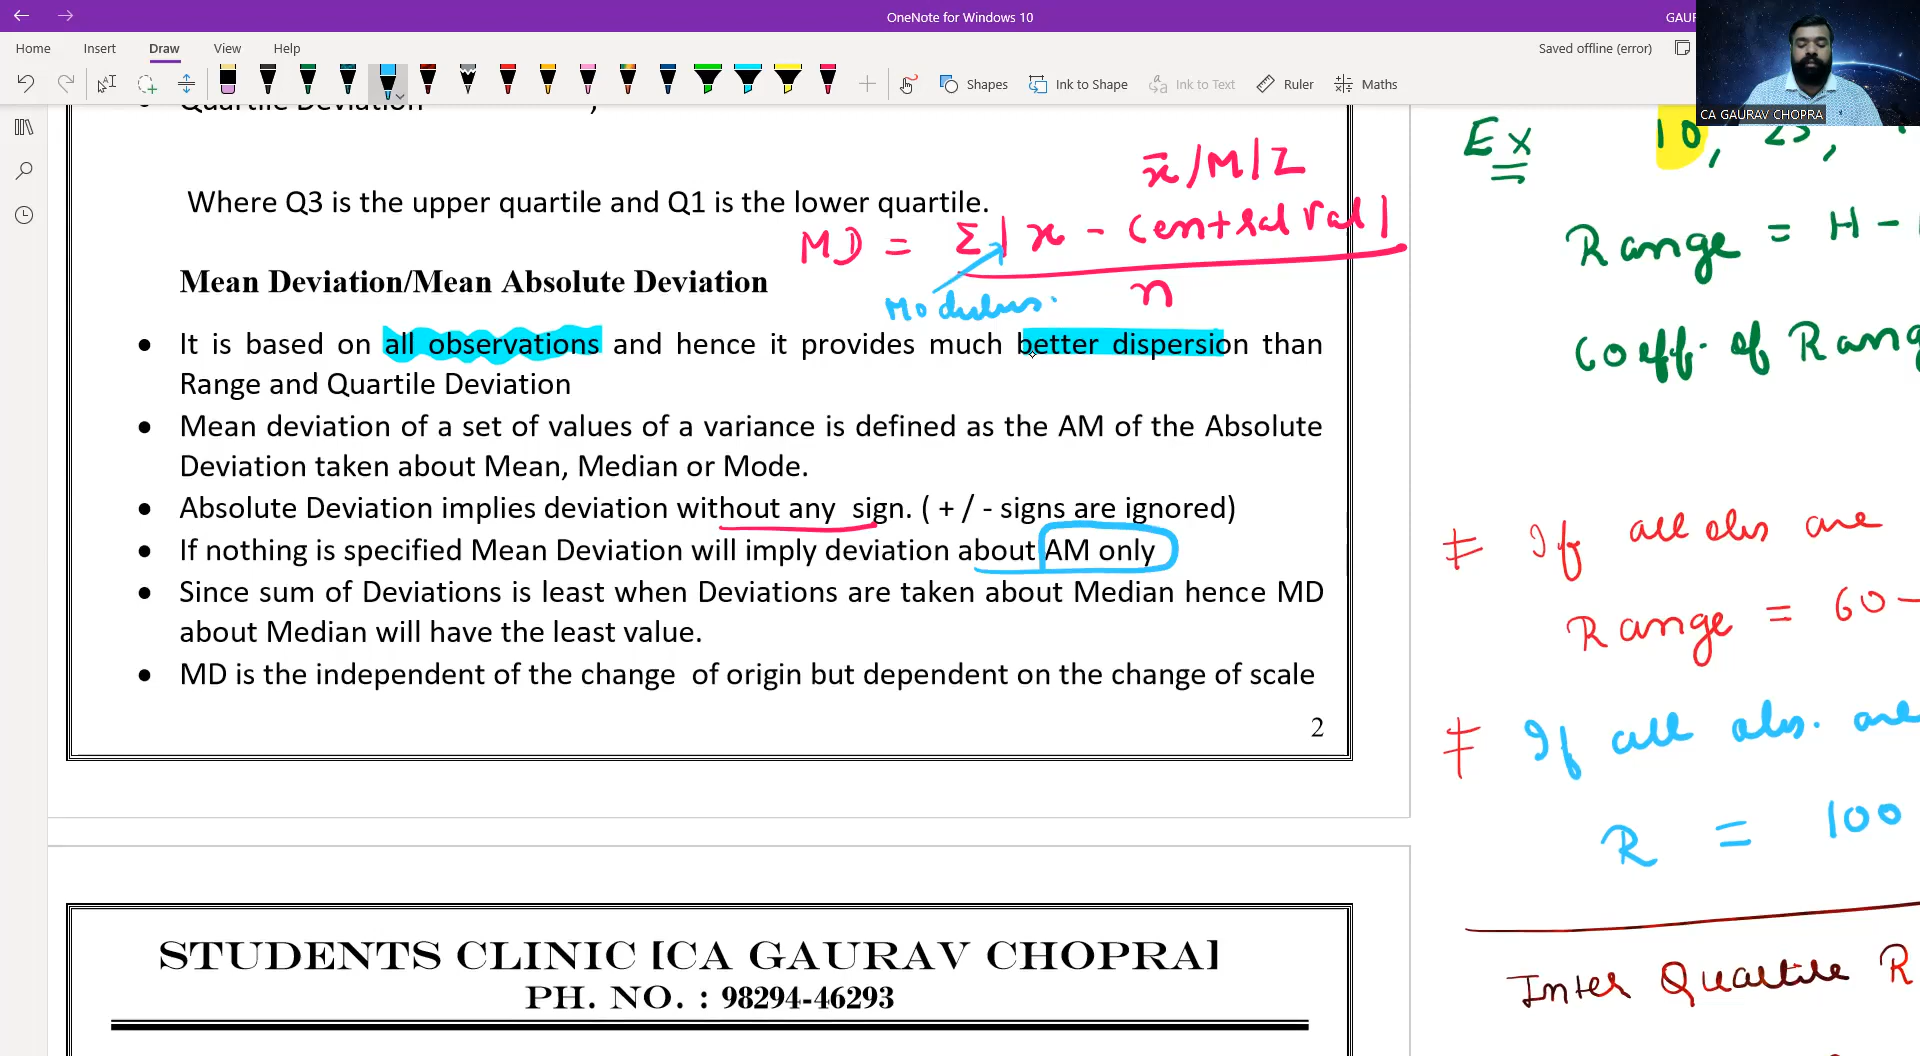 OneNote for Windows 10
GAUR
Home Insert Draw View Help
Saved offline (error)
Shapes Ink to Shape Ink to Text Ruler Maths
CA GAURAV CHOPRA
Quartile Deviation
Where Q3 is the upper quartile and Q1 is the lower quartile.
x̄/M/Z
MD = Σ|x - Central Val|
n
Modulus.
Mean Deviation/Mean Absolute Deviation
• It is based on all observations and hence it provides much better dispersion than
Range and Quartile Deviation
• Mean deviation of a set of values of a variance is defined as the AM of the Absolute
Deviation taken about Mean, Median or Mode.
• Absolute Deviation implies deviation without any sign. ( + / - signs are ignored)
• If nothing is specified Mean Deviation will imply deviation about AM only
• Since sum of Deviations is least when Deviations are taken about Median hence MD
about Median will have the least value.
• MD is the independent of the change of origin but dependent on the change of scale
2
STUDENTS CLINIC [CA GAURAV CHOPRA]
PH. NO. : 98294-46293
Ex 10, 25,
Range = H -
Coeff. of Rang
If all obs are
Range = 60 -
If all obs. are
R = 100
Inter Quartile R